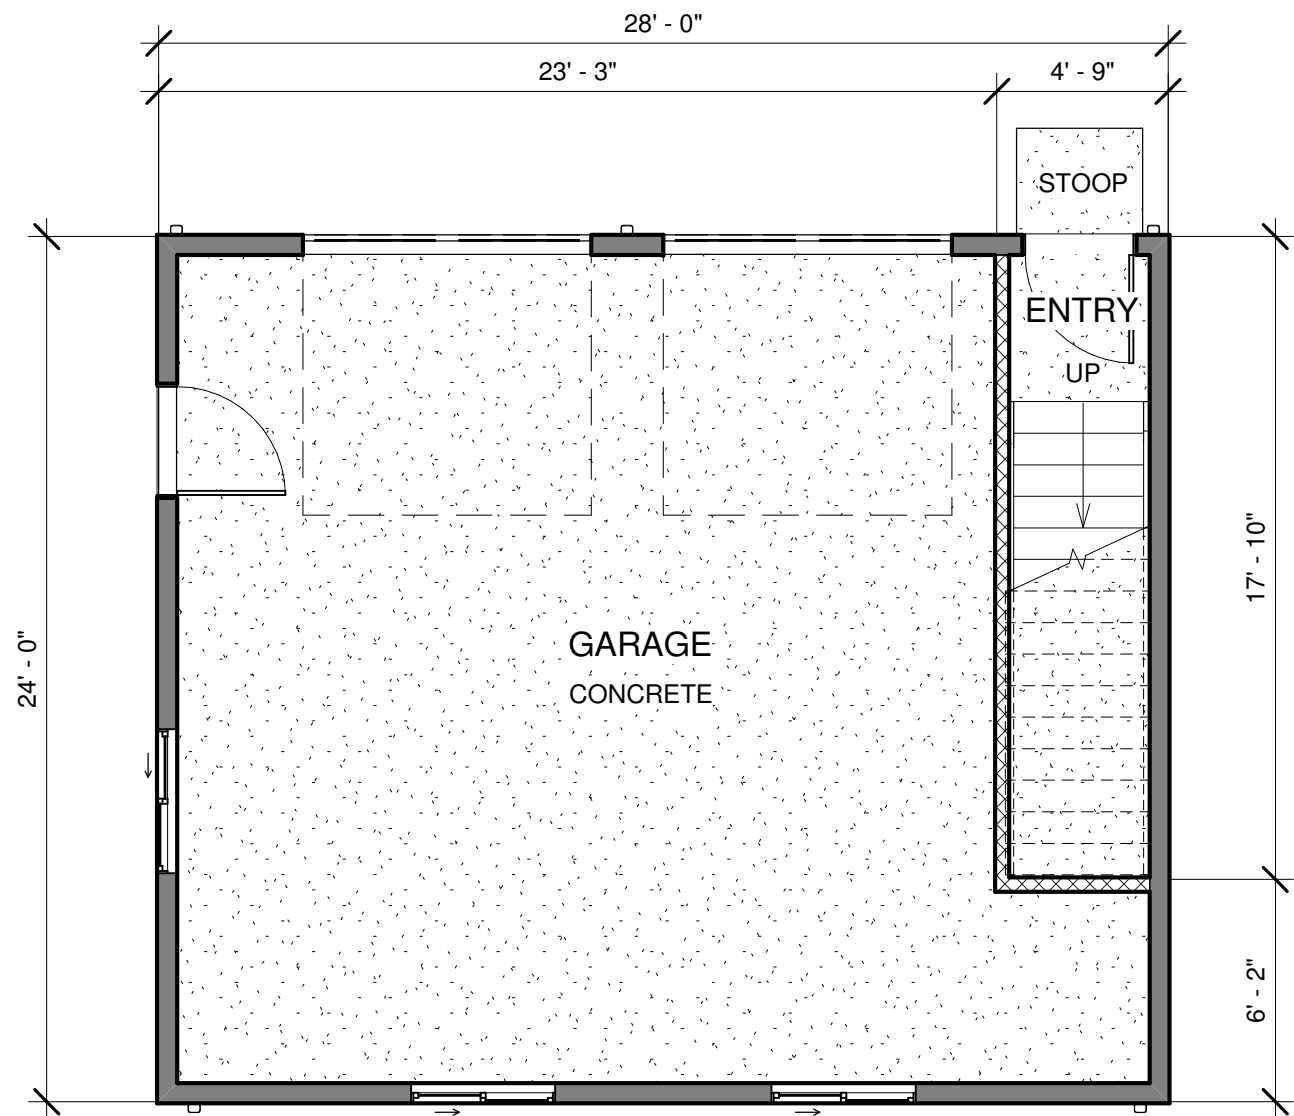 28' - 0"
23' - 3"
4' - 9"
STOOP
ENTRY
UP
17' - 10"
24' - 0"
GARAGE
CONCRETE
6' - 2"